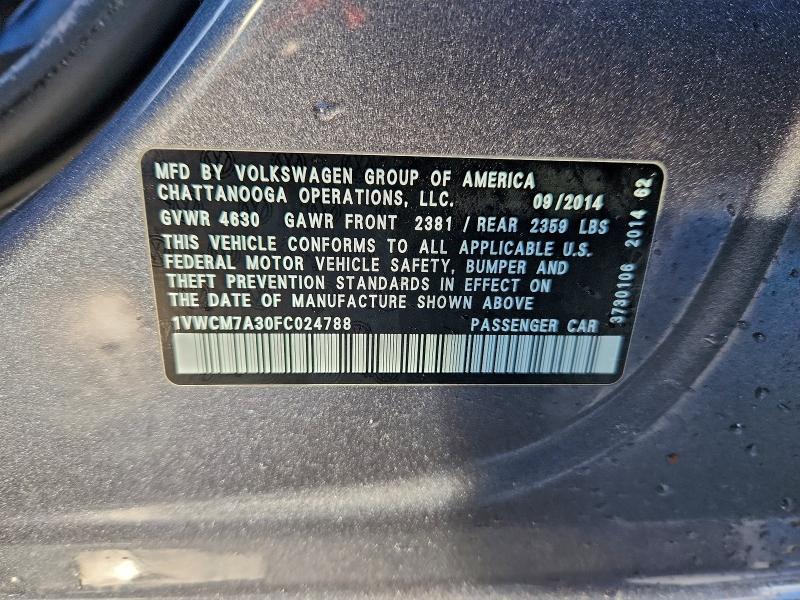 MFD BY VOLKSWAGEN GROUP OF AMERICA
CHATTANOOGA OPERATIONS, LLC. 09/2014
GVWR 4630 GAWR FRONT 2381 / REAR 2359 LBS
THIS VEHICLE CONFORMS TO ALL APPLICABLE U.S.
FEDERAL MOTOR VEHICLE SAFETY, BUMPER AND
THEFT PREVENTION STANDARDS IN EFFECT ON
THE DATE OF MANUFACTURE SHOWN ABOVE
1VWCM7A30FC024788 PASSENGER CAR
3730106 2014 02